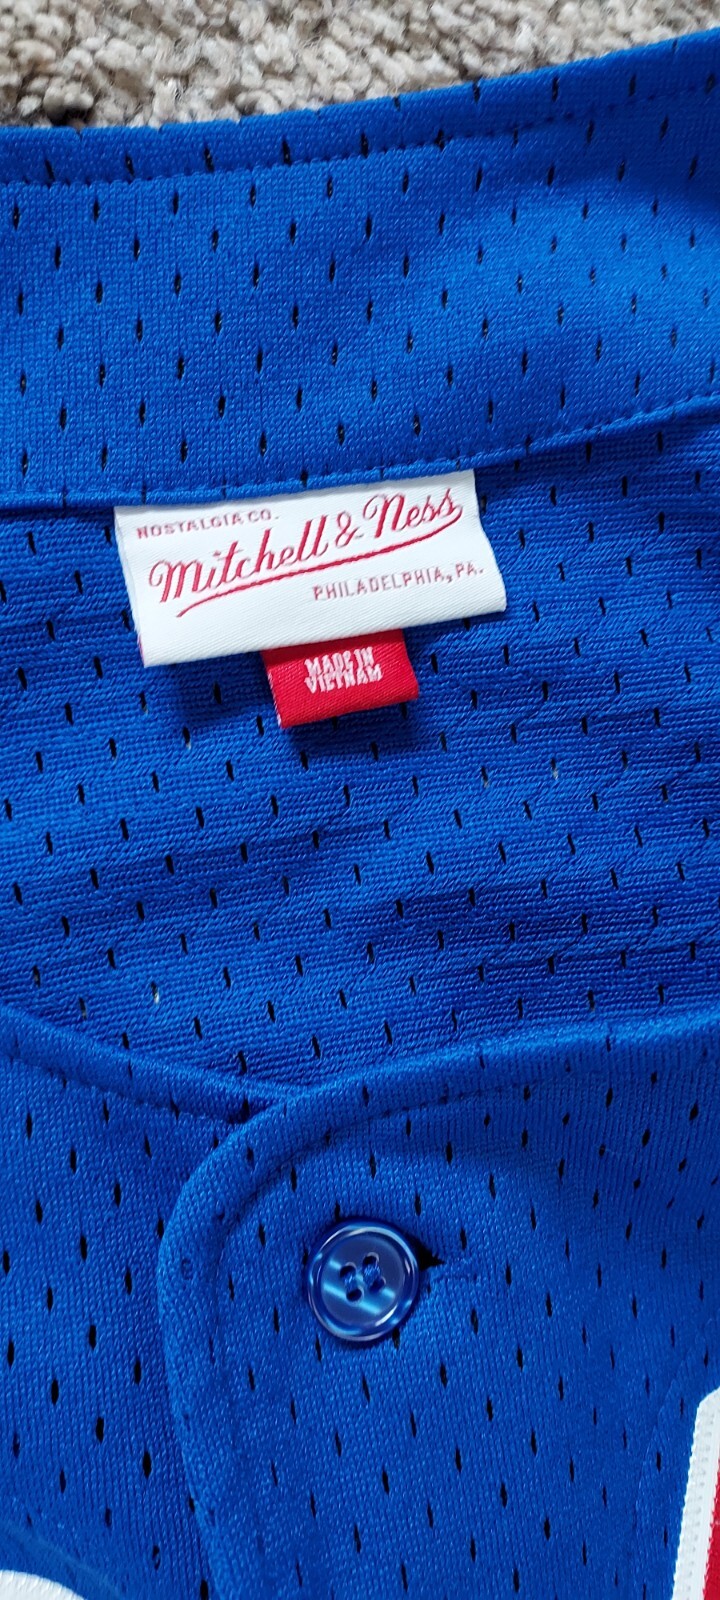 NOSTALGIA CO.
Mitchell & Ness
PHILADELPHIA, PA.
MADE IN
VIETNAM